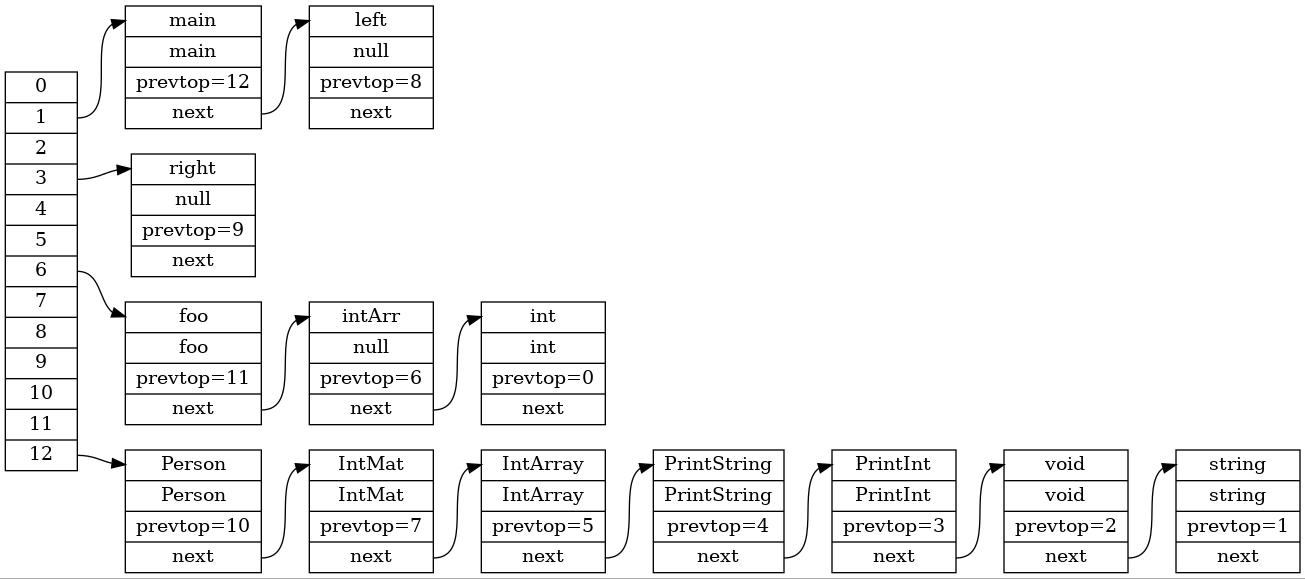 0
1
2
3
4
5
6
7
8
9
10
11
12
main
main
prevtop=12
next
left
null
prevtop=8
next
right
null
prevtop=9
next
foo
foo
prevtop=11
next
intArr
null
prevtop=6
next
int
int
prevtop=0
next
Person
Person
prevtop=10
next
IntMat
IntMat
prevtop=7
next
IntArray
IntArray
prevtop=5
next
PrintString
PrintString
prevtop=4
next
PrintInt
PrintInt
prevtop=3
next
void
void
prevtop=2
next
string
string
prevtop=1
next